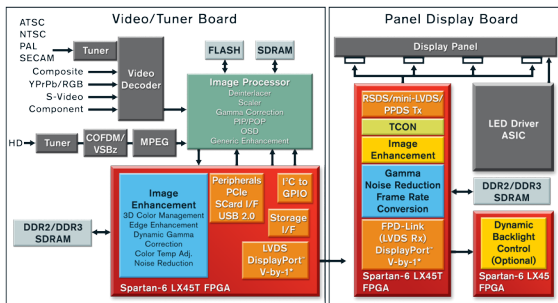 Video/Tuner Board
ATSC
NTSC
PAL
SECAM
Tuner
Composite
YPrPb/RGB
S-Video
Component
Video
Decoder
FLASH
SDRAM
Image Processor
Deinterlacer
Scaler
Gamma Correction
PIP/POP
OSD
Generic Enhancement
HD
Tuner
COFDM/
VSBz
MPEG
DDR2/DDR3
SDRAM
Image
Enhancement
3D Color Management
Edge Enhancement
Dynamic Gamma
Correction
Color Temp Adj.
Noise Reduction
Peripherals
PCIe
SCard I/F
USB 2.0
I²C to
GPIO
Storage
I/F
LVDS
DisplayPort™
V-by-1*
Spartan-6 LX45T FPGA
Panel Display Board
Display Panel
RSDS/mini-LVDS/
PPDS Tx
TCON
Image
Enhancement
Gamma
Noise Reduction
Frame Rate
Conversion
FPD-Link
(LVDS Rx)
DisplayPort™
V-by-1*
Spartan-6 LX45T
FPGA
LED Driver
ASIC
DDR2/DDR3
SDRAM
Dynamic
Backlight
Control
(Optional)
Spartan-6 LX45
FPGA